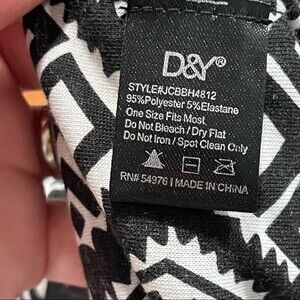 D&Y®
STYLE#JCBBH4812
95%Polyester 5%Elastane
One Size Fits Most
Do Not Bleach / Dry Flat
Do Not Iron / Spot Clean Only
RN# 54976 | MADE IN CHINA